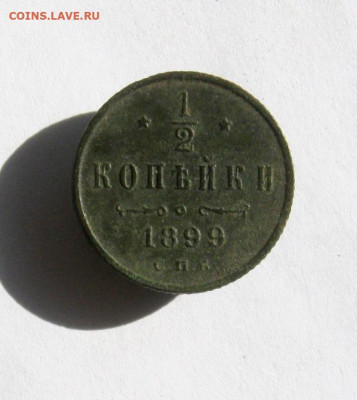 COINS.LAVE.RU
1/2
КОПѢЙКИ
1899
С П Б